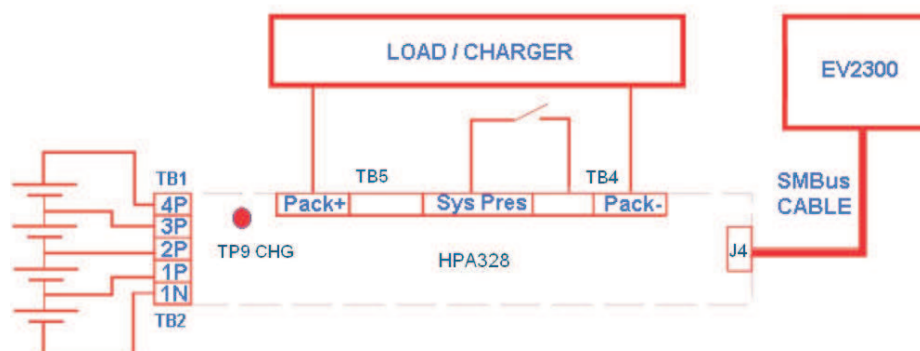 LOAD / CHARGER
EV2300
TB1
TB5
TB4
SMBus
CABLE
4P
Pack+
Sys Pres
Pack-
3P
2P
TP9 CHG
HPA328
J4
1P
1N
TB2